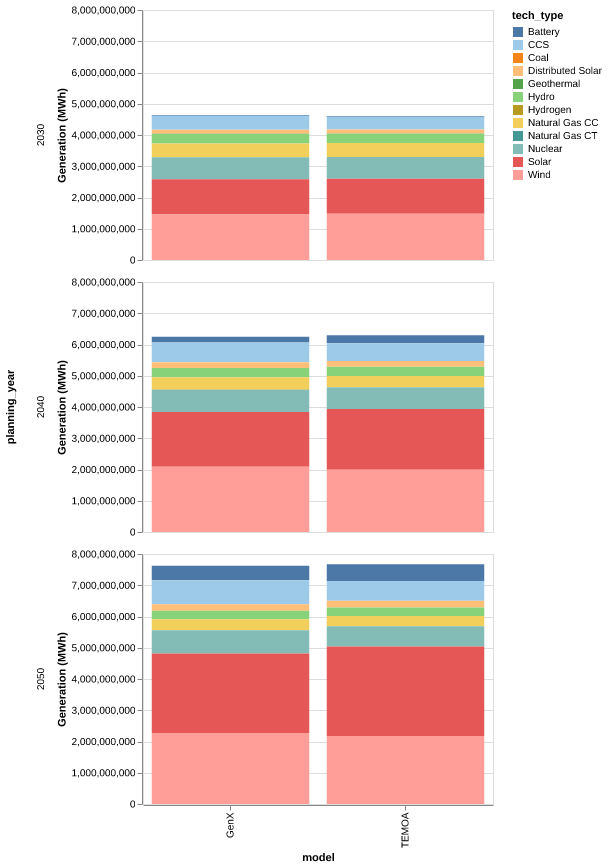 tech_type
Battery
CCS
Coal
Distributed Solar
Geothermal
Hydro
Hydrogen
Natural Gas CC
Natural Gas CT
Nuclear
Solar
Wind
planning_year
2030
Generation (MWh)
8,000,000,000
7,000,000,000
6,000,000,000
5,000,000,000
4,000,000,000
3,000,000,000
2,000,000,000
1,000,000,000
0
2040
Generation (MWh)
8,000,000,000
7,000,000,000
6,000,000,000
5,000,000,000
4,000,000,000
3,000,000,000
2,000,000,000
1,000,000,000
0
2050
Generation (MWh)
8,000,000,000
7,000,000,000
6,000,000,000
5,000,000,000
4,000,000,000
3,000,000,000
2,000,000,000
1,000,000,000
0
GenX
TEMOA
model